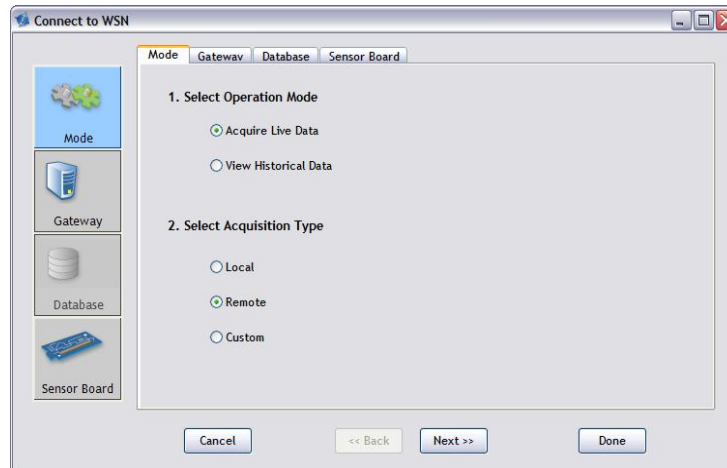 Connect to WSN
Mode Gateway Database Sensor Board
Mode
Gateway
Database
Sensor Board
1. Select Operation Mode
Acquire Live Data
View Historical Data
2. Select Acquisition Type
Local
Remote
Custom
Cancel << Back Next >> Done